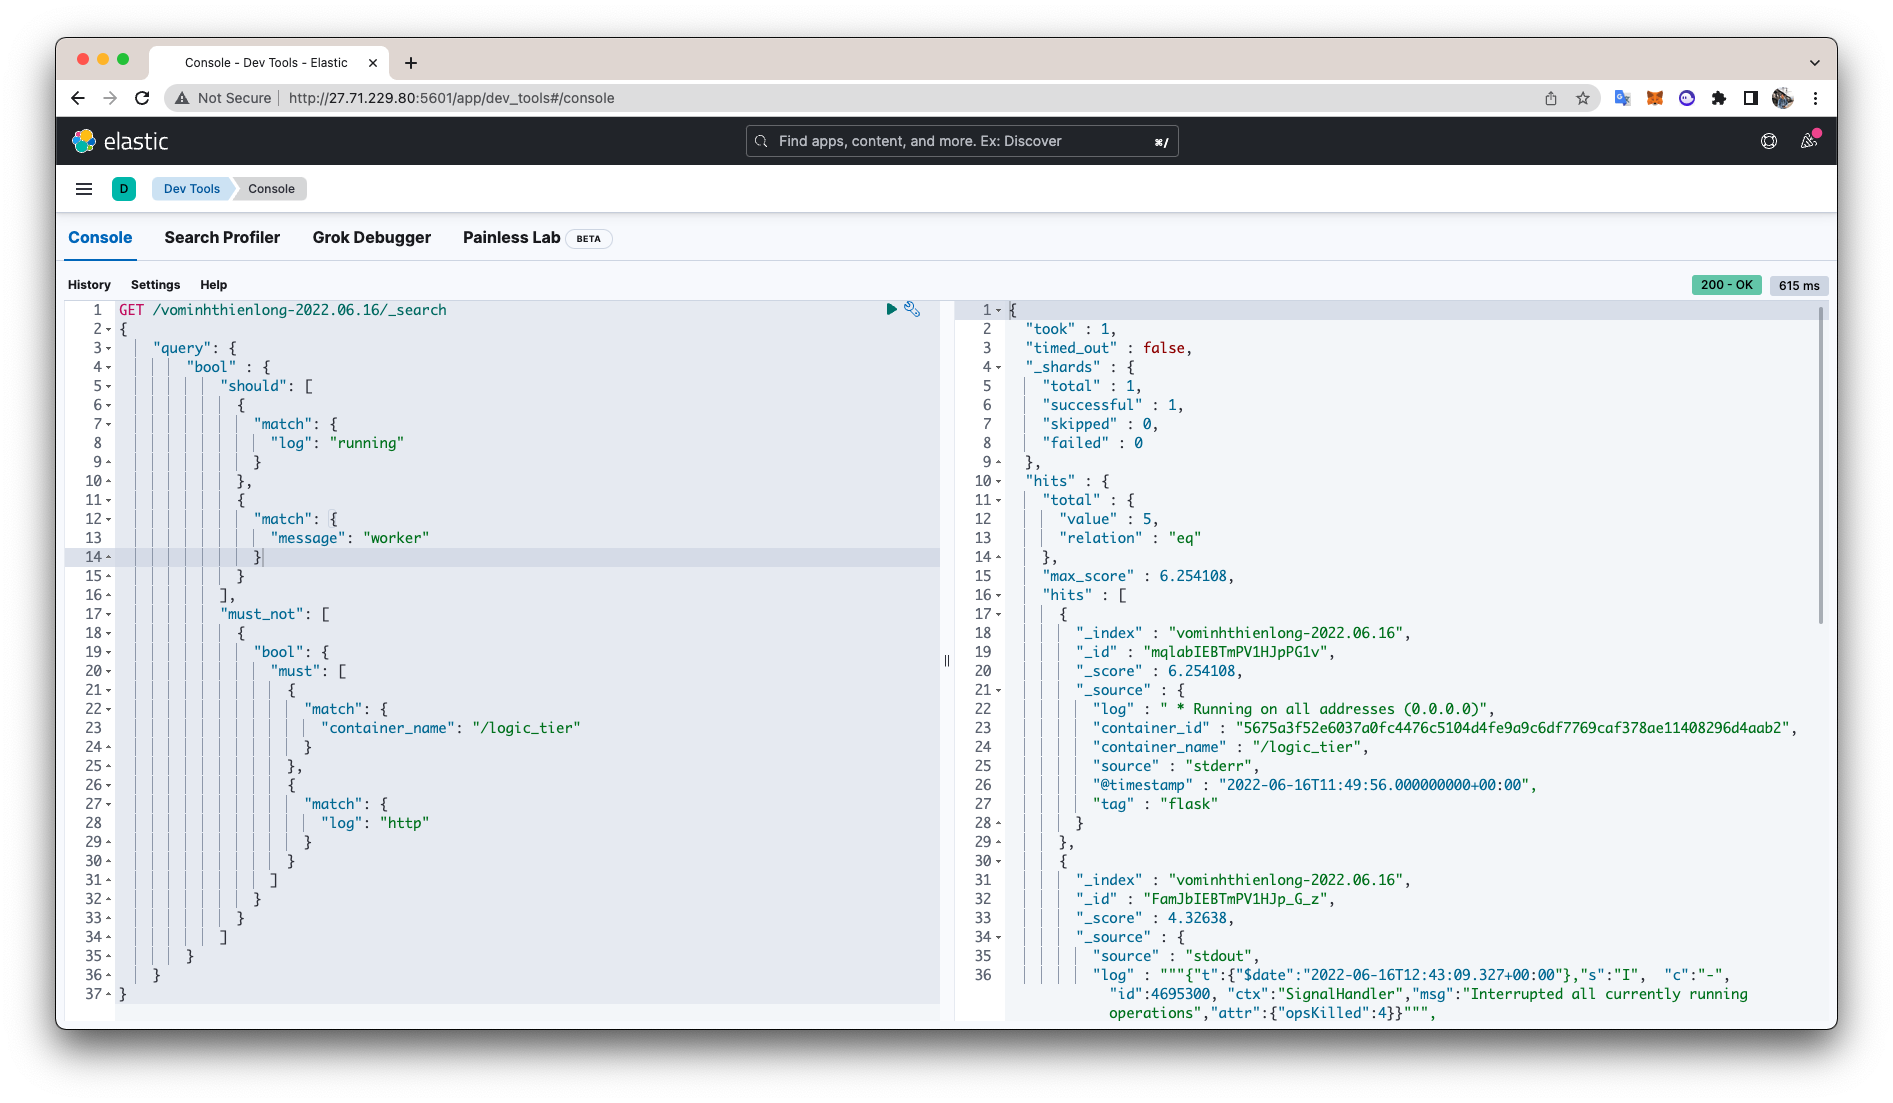 Console - Dev Tools - Elastic
Not Secure http://27.71.229.80:5601/app/dev_tools#/console
elastic
Find apps, content, and more. Ex: Discover ⌘/
D Dev Tools Console
Console Search Profiler Grok Debugger Painless Lab BETA
History Settings Help
200 - OK 615 ms
1 GET /vominhthienlong-2022.06.16/_search
2 {
3 "query": {
4 "bool" : {
5 "should": [
6 {
7 "match": {
8 "log": "running"
9 }
10 },
11 {
12 "match": {
13 "message": "worker"
14 }
15 }
16 ],
17 "must_not": [
18 {
19 "bool": {
20 "must": [
21 {
22 "match": {
23 "container_name": "/logic_tier"
24 }
25 },
26 {
27 "match": {
28 "log": "http"
29 }
30 }
31 ]
32 }
33 }
34 ]
35 }
36 }
37 }
1 {
2 "took" : 1,
3 "timed_out" : false,
4 "_shards" : {
5 "total" : 1,
6 "successful" : 1,
7 "skipped" : 0,
8 "failed" : 0
9 },
10 "hits" : {
11 "total" : {
12 "value" : 5,
13 "relation" : "eq"
14 },
15 "max_score" : 6.254108,
16 "hits" : [
17 {
18 "_index" : "vominhthienlong-2022.06.16",
19 "_id" : "mqlabIEBTmPV1HJpPG1v",
20 "_score" : 6.254108,
21 "_source" : {
22 "log" : " * Running on all addresses (0.0.0.0)",
23 "container_id" : "5675a3f52e6037a0fc4476c5104d4fe9a9c6df7769caf378ae11408296d4aab2",
24 "container_name" : "/logic_tier",
25 "source" : "stderr",
26 "@timestamp" : "2022-06-16T11:49:56.000000000+00:00",
27 "tag" : "flask"
28 }
29 },
30 {
31 "_index" : "vominhthienlong-2022.06.16",
32 "_id" : "FamJbIEBTmPV1HJp_G_z",
33 "_score" : 4.32638,
34 "_source" : {
35 "source" : "stdout",
36 "log" : """{"t":{"$date":"2022-06-16T12:43:09.327+00:00"},"s":"I",  "c":"-",
"id":4695300, "ctx":"SignalHandler","msg":"Interrupted all currently running
operations","attr":{"opsKilled":4}}""",